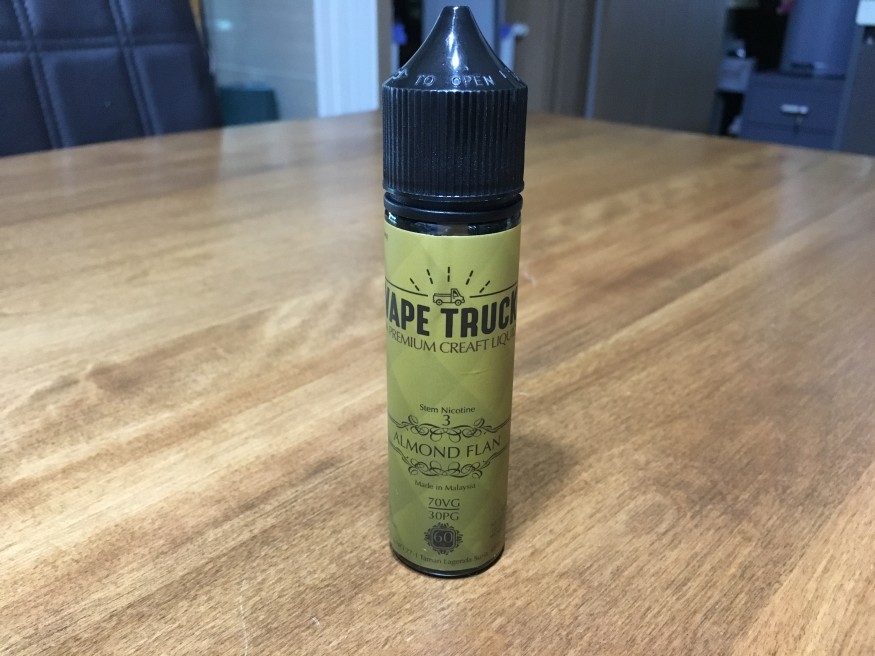 TO OPEN
VAPE TRUCK
PREMIUM CREAFT LIQU
Stem Nicotine
3
ALMOND FLAN
Made in Malaysia
70VG
30PG
60